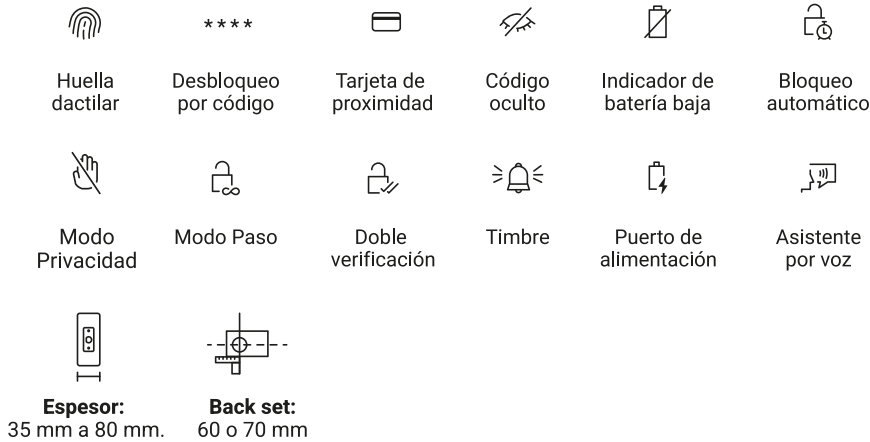 ****
Huella
dactilar
Desbloqueo
por código
Tarjeta de
proximidad
Código
oculto
Indicador de
batería baja
Bloqueo
automático
Modo
Privacidad
Modo Paso
Doble
verificación
Timbre
Puerto de
alimentación
Asistente
por voz
Espesor:
35 mm a 80 mm.
Back set:
60 o 70 mm